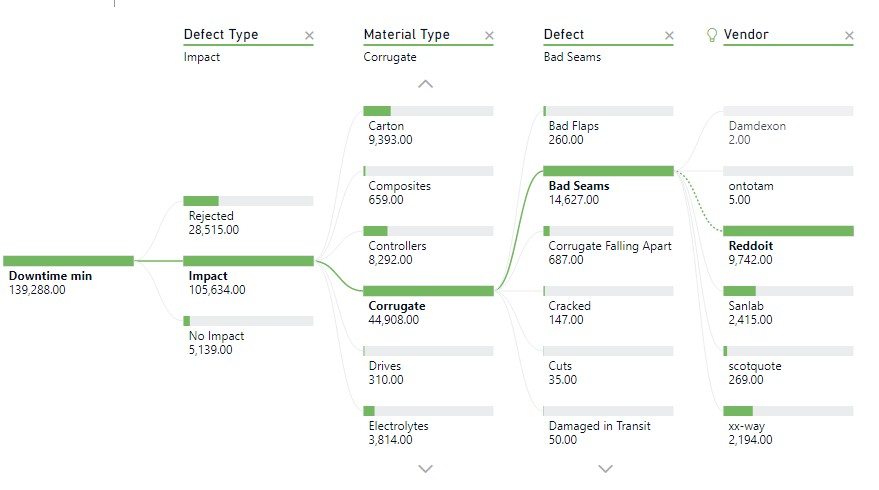 Defect Type
Impact
Material Type
Corrugate
Defect
Bad Seams
Vendor
Downtime min
139,288.00
Rejected
28,515.00
Impact
105,634.00
No Impact
5,139.00
Carton
9,393.00
Composites
659.00
Controllers
8,292.00
Corrugate
44,908.00
Drives
310.00
Electrolytes
3,814.00
Bad Flaps
260.00
Bad Seams
14,627.00
Corrugate Falling Apart
687.00
Cracked
147.00
Cuts
35.00
Damaged in Transit
50.00
Damdexon
2.00
ontotam
5.00
Reddoit
9,742.00
Sanlab
2,415.00
scotquote
269.00
xx-way
2,194.00